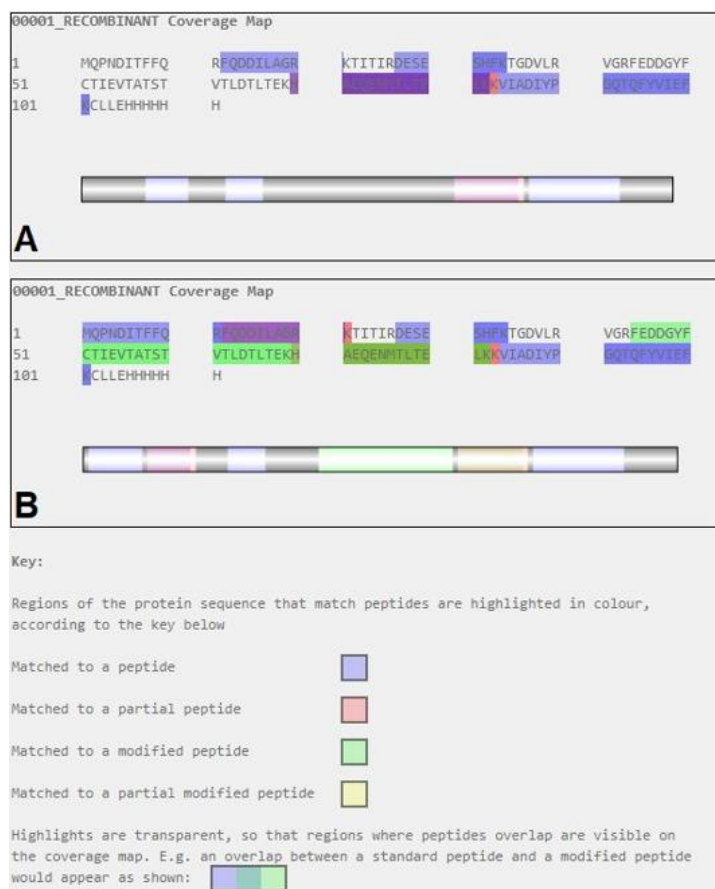 00001_RECOMBINANT Coverage Map
1 MQPNDITFFQ RFQDDILAGR KTITIRDESE SHFKTGDVLR VGRFEDDGYF
51 CTIEVTATST VTLDTLTEKH AEQENMTLTE LKKVIADIYP GQTQFYVIEF
101 KCLLEHHHHH H
A
00001_RECOMBINANT Coverage Map
1 MQPNDITFFQ RFQDDILAGR KTITIRDESE SHFKTGDVLR VGRFEDDGYF
51 CTIEVTATST VTLDTLTEKH AEQENMTLTE LKKVIADIYP GQTQFYVIEF
101 KCLLEHHHHH H
B
Key:
Regions of the protein sequence that match peptides are highlighted in colour,
according to the key below
Matched to a peptide
Matched to a partial peptide
Matched to a modified peptide
Matched to a partial modified peptide
Highlights are transparent, so that regions where peptides overlap are visible on
the coverage map. E.g. an overlap between a standard peptide and a modified peptide
would appear as shown: